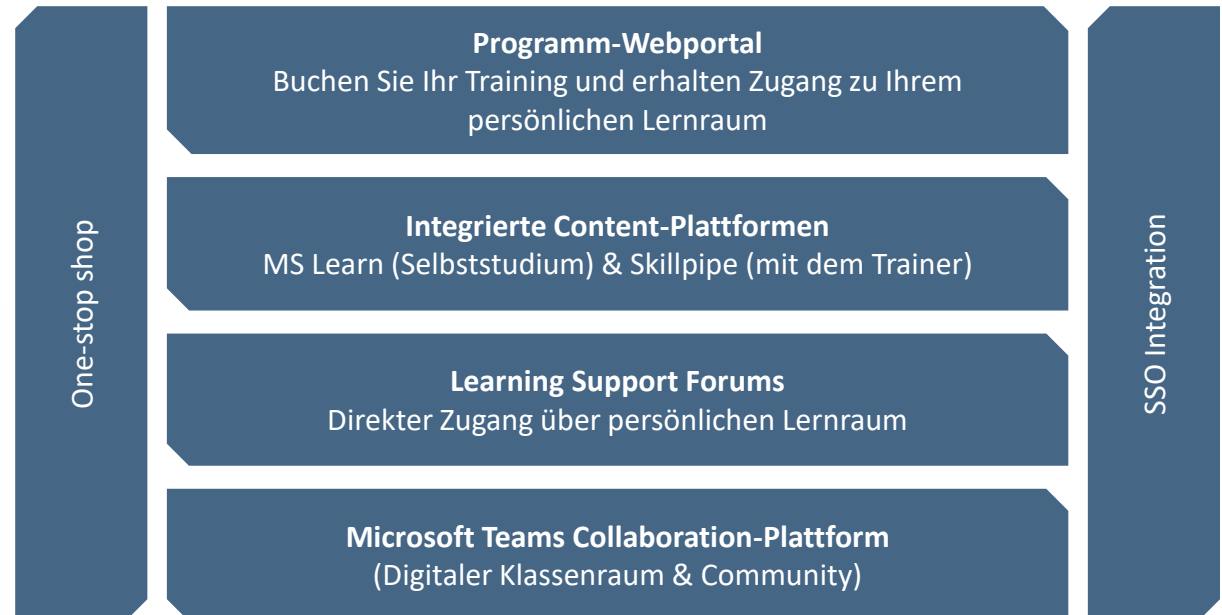 One-stop shop
Programm-Webportal
Buchen Sie Ihr Training und erhalten Zugang zu Ihrem
persönlichen Lernraum
Integrierte Content-Plattformen
MS Learn (Selbststudium) & Skillpipe (mit dem Trainer)
Learning Support Forums
Direkter Zugang über persönlichen Lernraum
Microsoft Teams Collaboration-Plattform
(Digitaler Klassenraum & Community)
SSO Integration